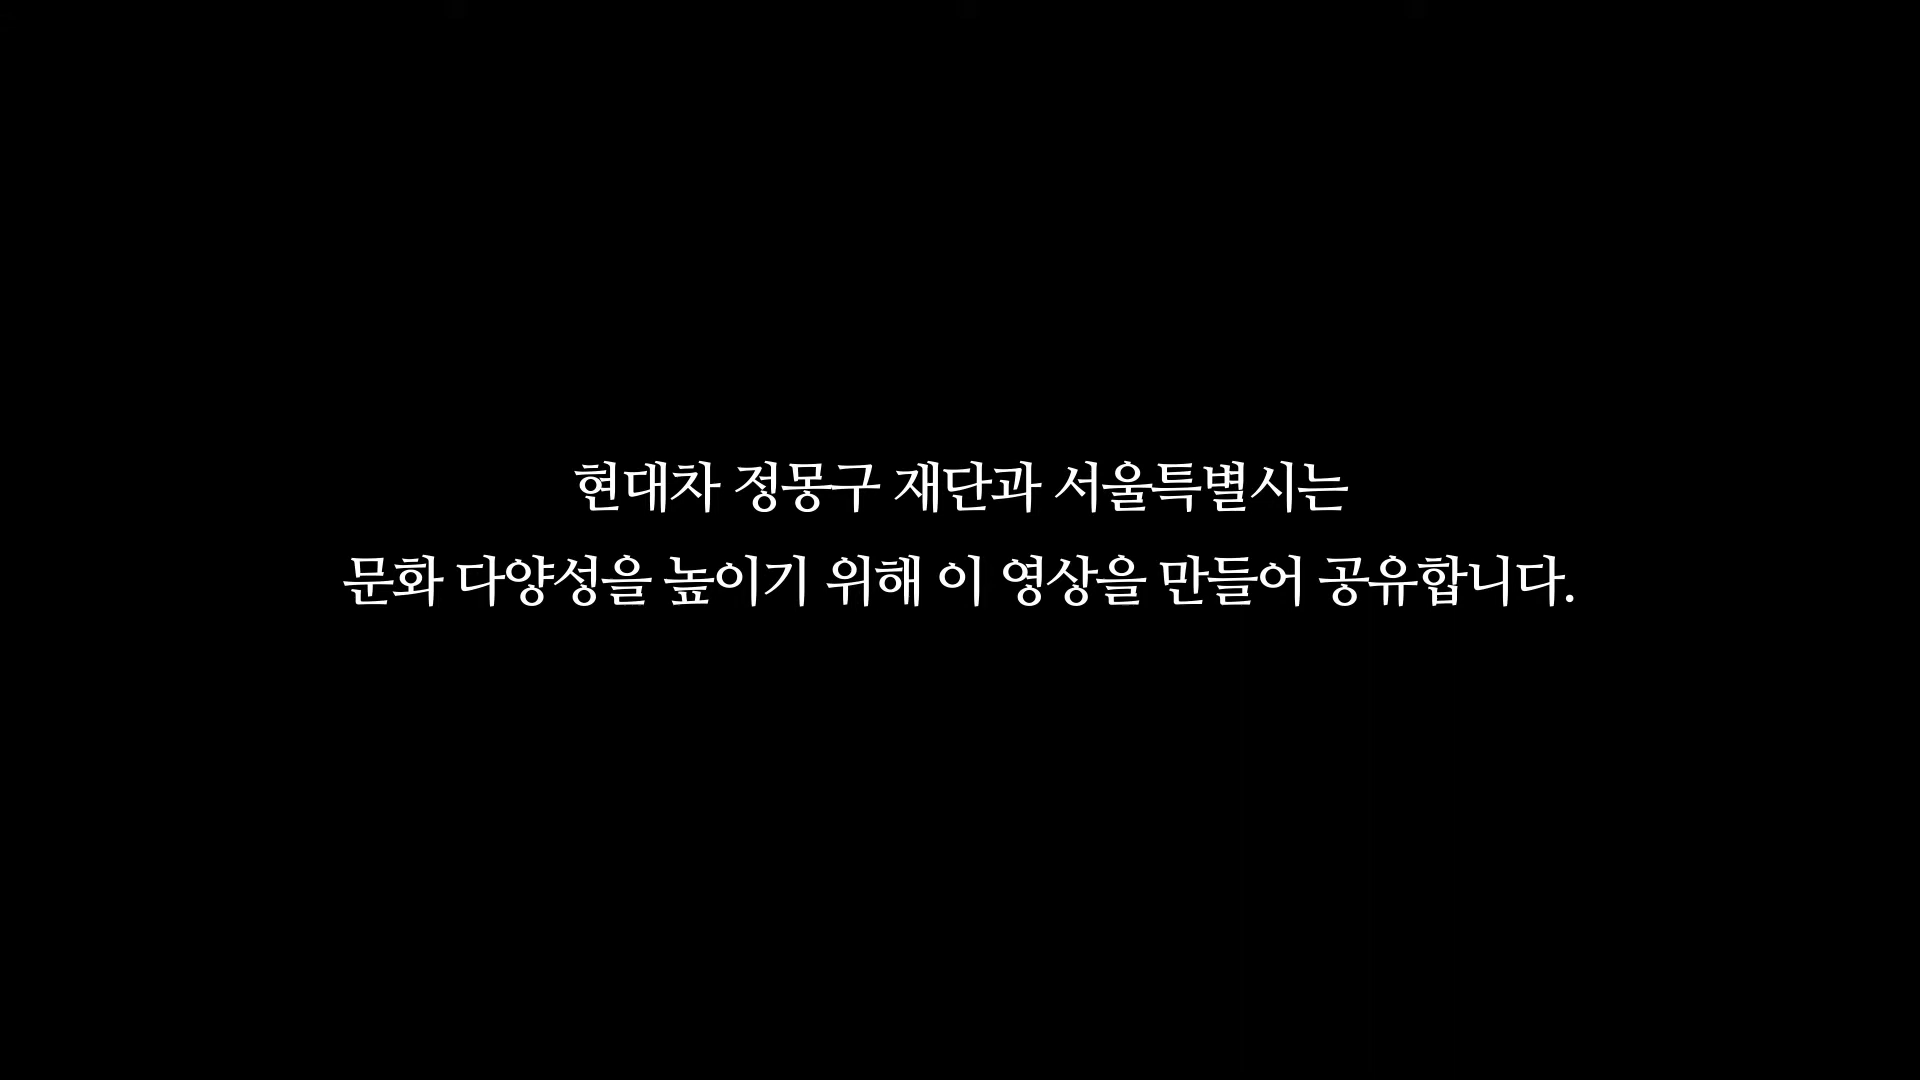 현대차 정몽구 재단과 서울특별시는
문화 다양성을 높이기 위해 이 영상을 만들어 공유합니다.